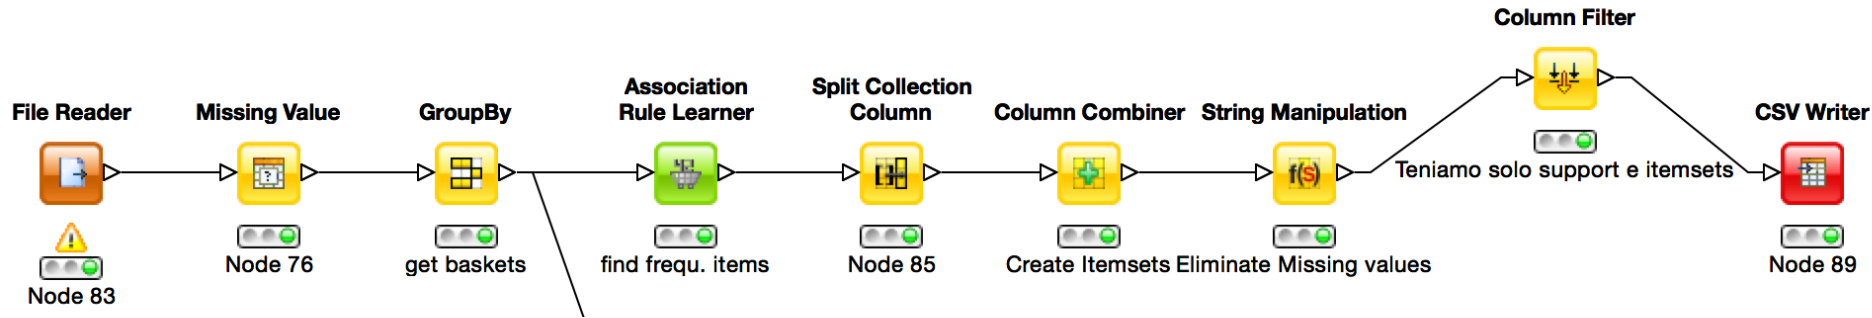 Column Filter
Association
Rule Learner
Split Collection
Column
File Reader
Missing Value
GroupBy
Column Combiner
String Manipulation
CSV Writer
?
f(S)
Teniamo solo support e itemsets
!
Node 76
get baskets
find frequ. items
Node 85
Create Itemsets
Eliminate Missing values
Node 89
Node 83